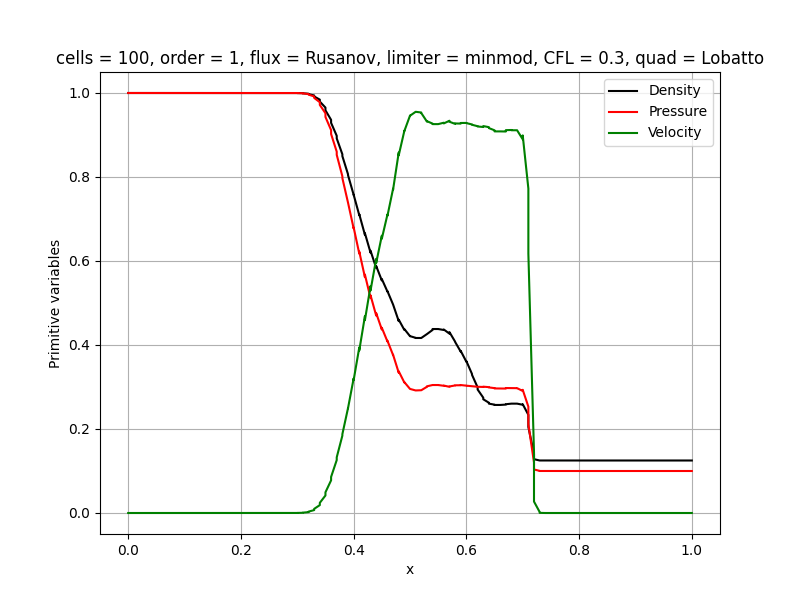 cells = 100, order = 1, flux = Rusanov, limiter = minmod, CFL = 0.3, quad = Lobatto
Density
Pressure
Velocity
Primitive variables
1.0
0.8
0.6
0.4
0.2
0.0
0.0
0.2
0.4
0.6
0.8
1.0
x